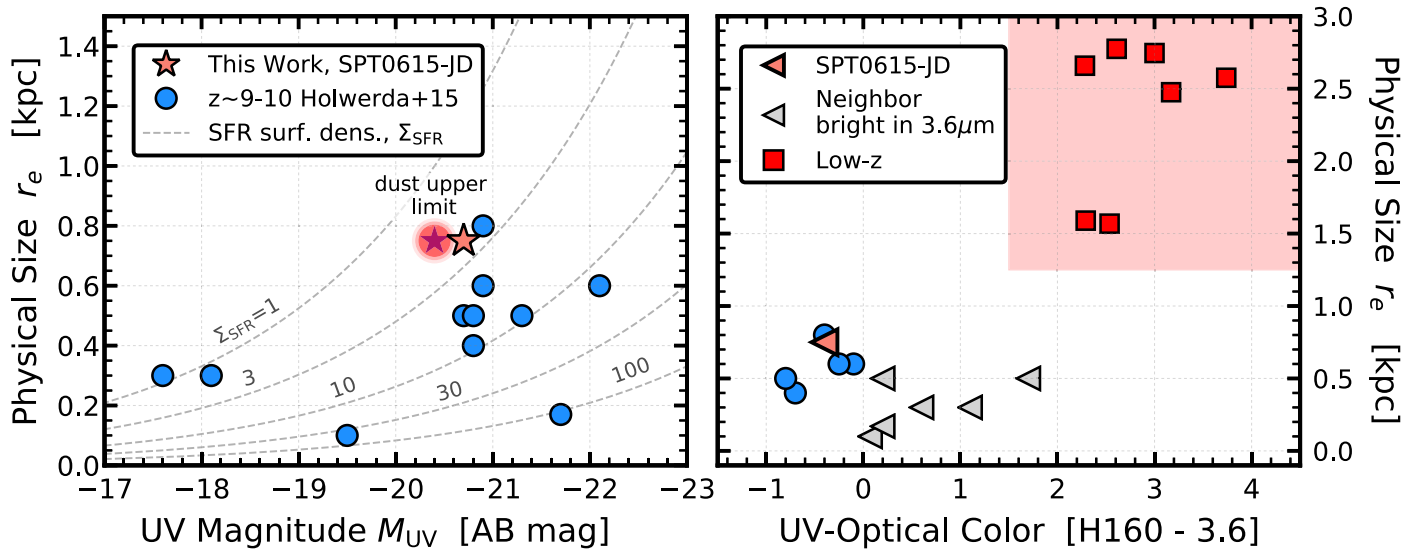 This Work, SPT0615-JD
z~9-10 Holwerda+15
SFR surf. dens., Σ_SFR
dust upper
limit
Σ_SFR=1
3
10
30
100
0.0
0.2
0.4
0.6
0.8
1.0
1.2
1.4
Physical Size r_e [kpc]
−17
−18
−19
−20
−21
−22
−23
UV Magnitude M_UV [AB mag]
SPT0615-JD
Neighbor
bright in 3.6μm
Low-z
3.0
2.5
2.0
1.5
1.0
0.5
0.0
Physical Size r_e [kpc]
−1
0
1
2
3
4
UV-Optical Color [H160 - 3.6]